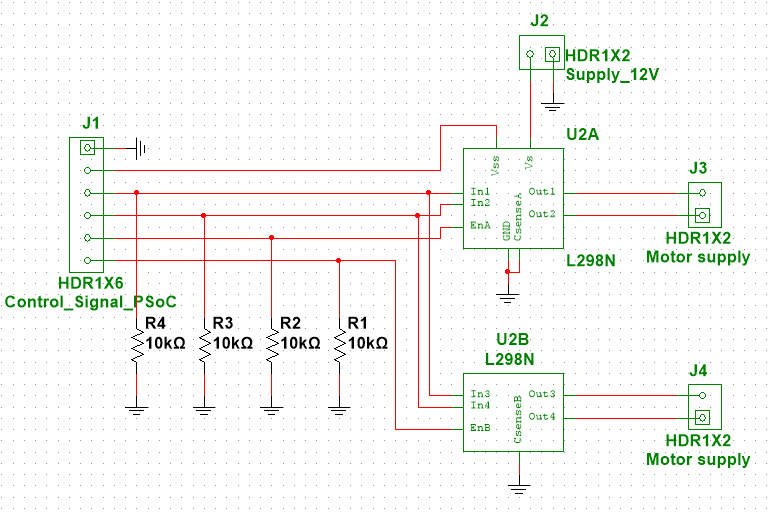 J2
HDR1X2
Supply_12V
J1
U2A
Vss
Vs
J3
In1
In2
EnA
Out1
Out2
GND
CsenseA
HDR1X2
Motor supply
L298N
HDR1X6
Control_Signal_PSoC
R4
10kΩ
R3
10kΩ
R2
10kΩ
R1
10kΩ
U2B
L298N
J4
In3
In4
EnB
Out3
Out4
CsenseB
HDR1X2
Motor supply